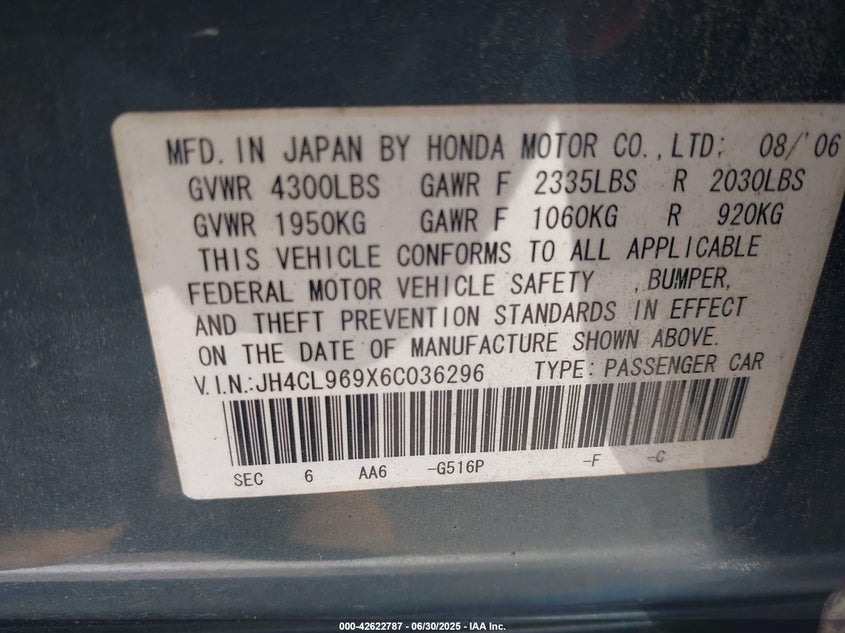 MFD. IN JAPAN BY HONDA MOTOR CO., LTD; 08/'06
GVWR 4300LBS GAWR F 2335LBS R 2030LBS
GVWR 1950KG GAWR F 1060KG R 920KG
THIS VEHICLE CONFORMS TO ALL APPLICABLE
FEDERAL MOTOR VEHICLE SAFETY , BUMPER,
AND THEFT PREVENTION STANDARDS IN EFFECT
ON THE DATE OF MANUFACTURE SHOWN ABOVE.
V.I.N.:JH4CL969X6C036296 TYPE: PASSENGER CAR
SEC 6 AA6 -G516P -F -C
000-42622787 - 06/30/2025 - IAA Inc.